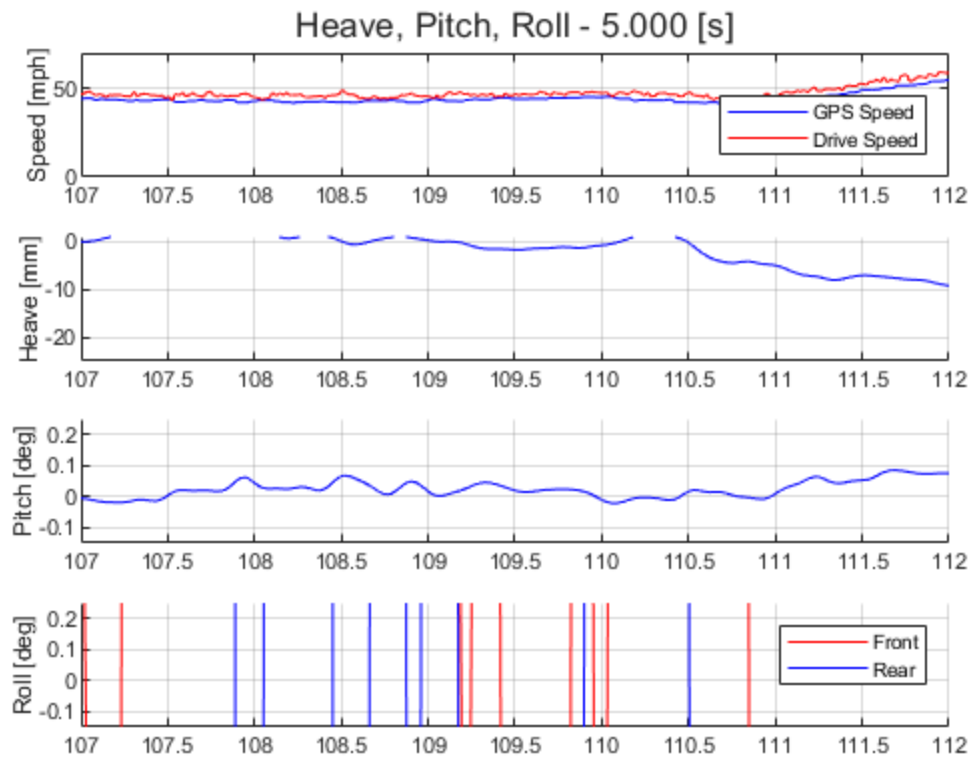 Heave, Pitch, Roll - 5.000 [s]
Speed [mph]
50
0
GPS Speed
Drive Speed
107 107.5 108 108.5 109 109.5 110 110.5 111 111.5 112
Heave [mm]
0
-10
-20
107 107.5 108 108.5 109 109.5 110 110.5 111 111.5 112
Pitch [deg]
0.2
0.1
0
-0.1
107 107.5 108 108.5 109 109.5 110 110.5 111 111.5 112
Roll [deg]
0.2
0.1
0
-0.1
Front
Rear
107 107.5 108 108.5 109 109.5 110 110.5 111 111.5 112